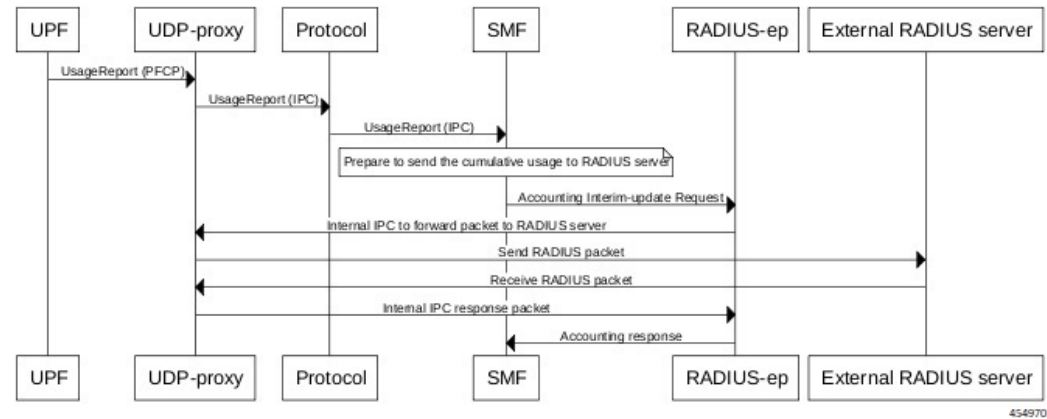 UPF UDP-proxy Protocol SMF RADIUS-ep External RADIUS server
UsageReport (PFCP)
UsageReport (IPC)
UsageReport (IPC)
Prepare to send the cumulative usage to RADIUS server
Accounting Interim-update Request
Internal IPC to forward packet to RADIUS server
Send RADIUS packet
Receive RADIUS packet
Internal IPC response packet
Accounting response
UPF UDP-proxy Protocol SMF RADIUS-ep External RADIUS server
454970